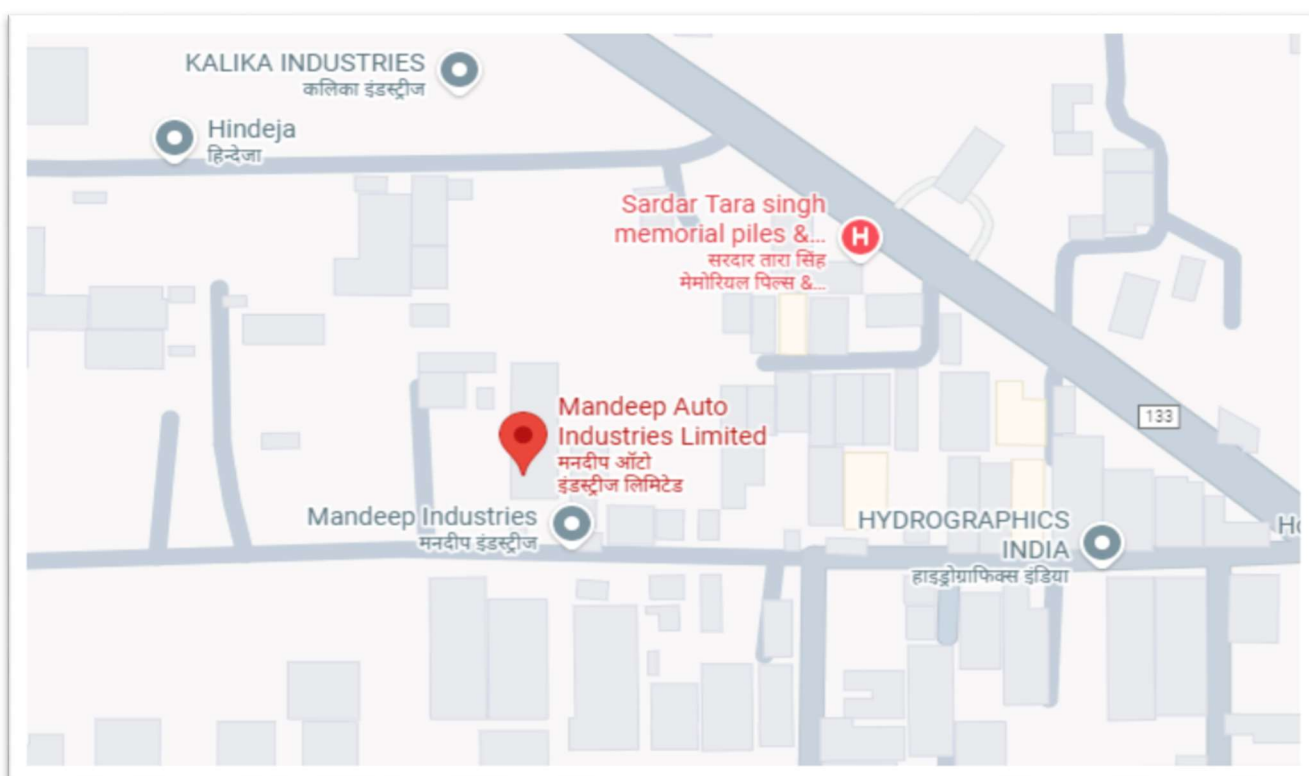 KALIKA INDUSTRIES
कलिका इंडस्ट्रीज
Hindeja
हिन्देजा
Sardar Tara singh
memorial piles &...
सरदार तारा सिंह
मेमोरियल पिल्स &...
H
133
Mandeep Auto
Industries Limited
मनदीप ऑटो
इंडस्ट्रीज लिमिटेड
Mandeep Industries
मनदीप इंडस्ट्रीज
HYDROGRAPHICS
INDIA
हाइड्रोग्राफिक्स इंडिया